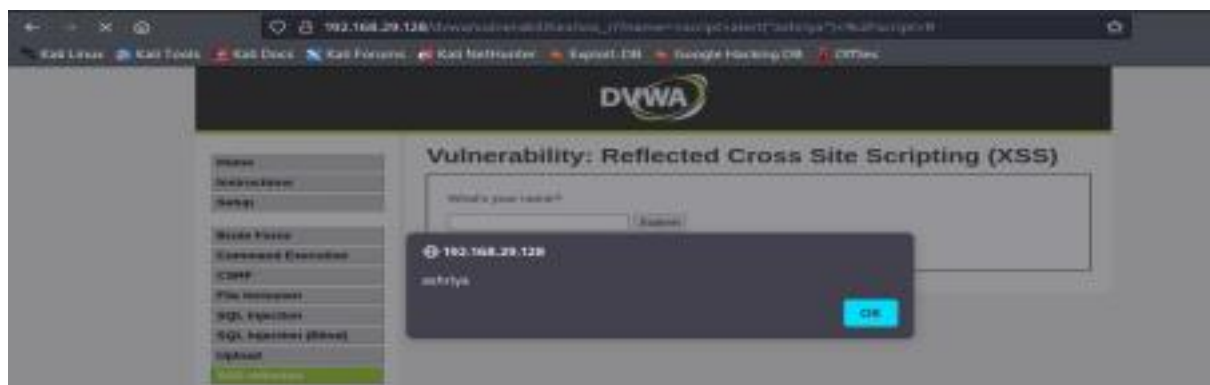 192.168.29.128
Kali Linux Kali Tools Kali Docs Kali Forums Kali NetHunter Exploit-DB Google Hacking DB OffSec
DVWA
Vulnerability: Reflected Cross Site Scripting (XSS)
Home
Instructions
Setup
What's your name?
Submit
Brute Force
Command Execution
CSRF
File Inclusion
SQL Injection
SQL Injection (Blind)
Upload
XSS reflected
192.168.29.128
OK